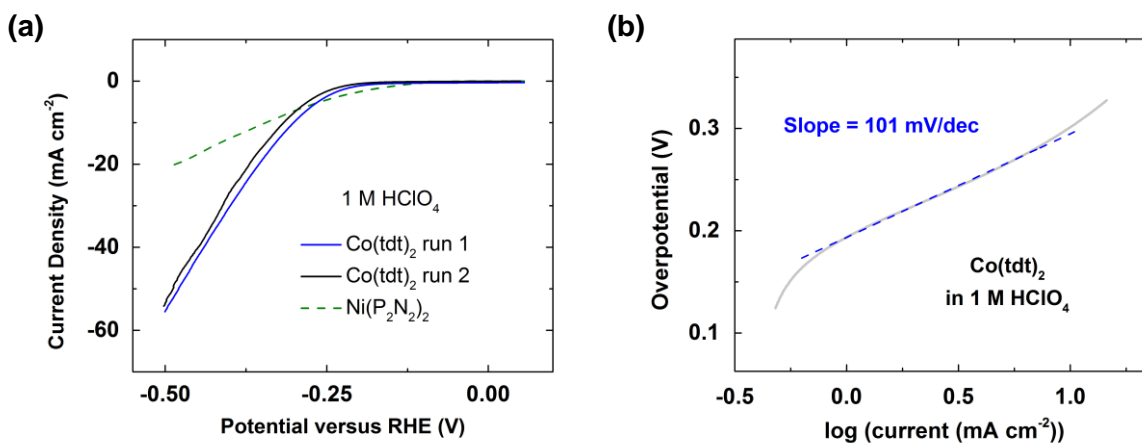 (a)
0
-20
-40
-60
Current Density (mA cm⁻²)
1 M HClO₄
Co(tdt)₂ run 1
Co(tdt)₂ run 2
Ni(P₂N₂)₂
-0.50
-0.25
0.00
Potential versus RHE (V)
(b)
0.3
0.2
0.1
Overpotential (V)
Slope = 101 mV/dec
Co(tdt)₂
in 1 M HClO₄
-0.5
0.0
0.5
1.0
log (current (mA cm⁻²))